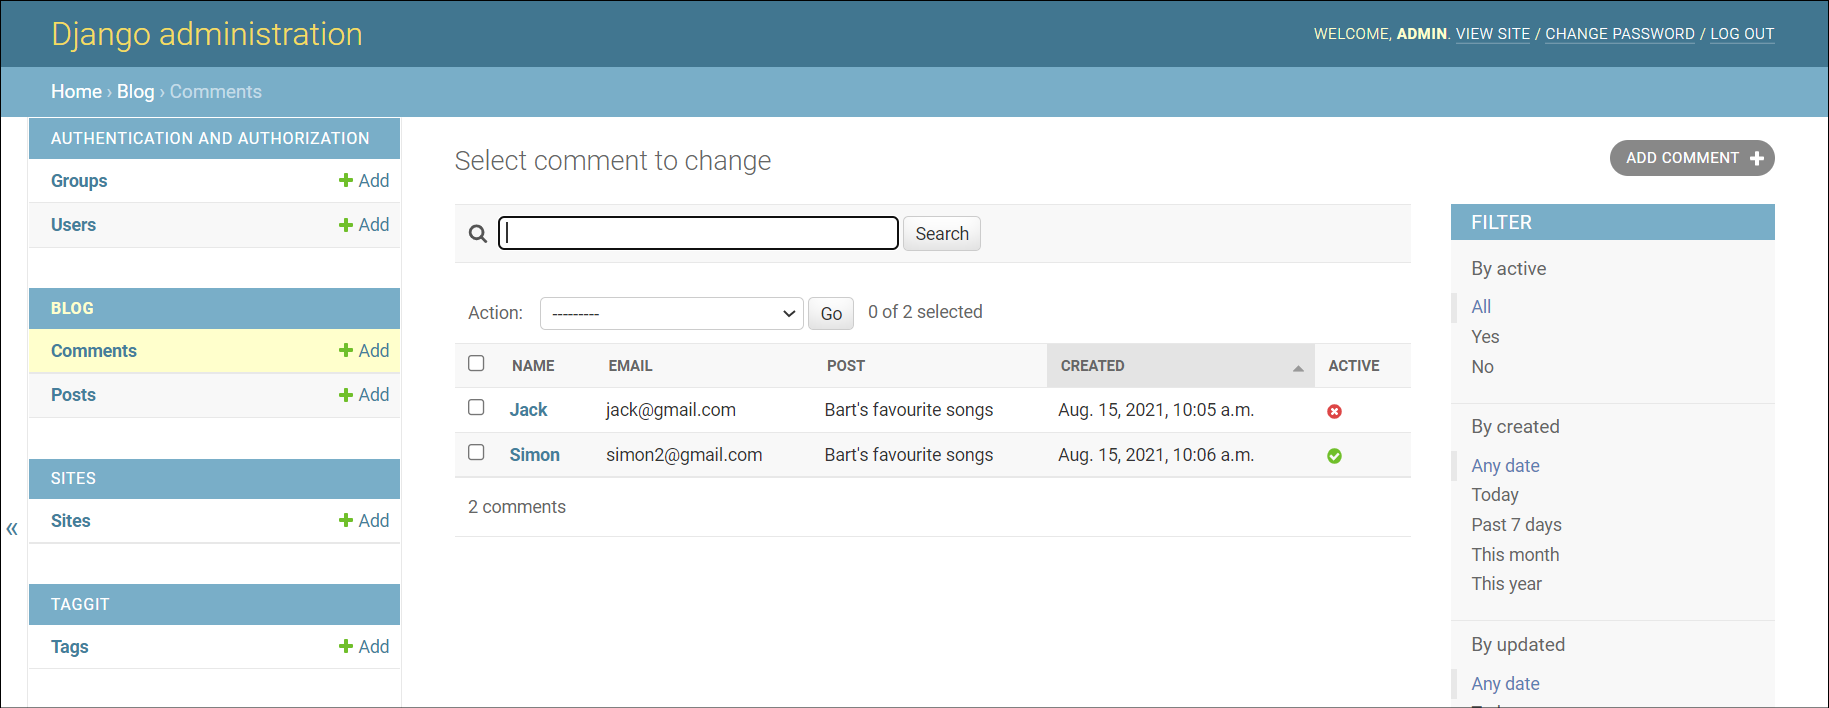 Django administration
WELCOME, ADMIN. VIEW SITE / CHANGE PASSWORD / LOG OUT
Home › Blog › Comments
AUTHENTICATION AND AUTHORIZATION
Groups Add
Users Add
BLOG
Comments Add
Posts Add
SITES
Sites Add
TAGGIT
Tags Add
«
Select comment to change
ADD COMMENT
Search
Action: --------- Go 0 of 2 selected
NAME EMAIL POST CREATED ACTIVE
Jack jack@gmail.com Bart's favourite songs Aug. 15, 2021, 10:05 a.m.
Simon simon2@gmail.com Bart's favourite songs Aug. 15, 2021, 10:06 a.m.
2 comments
FILTER
By active
All
Yes
No
By created
Any date
Today
Past 7 days
This month
This year
By updated
Any date